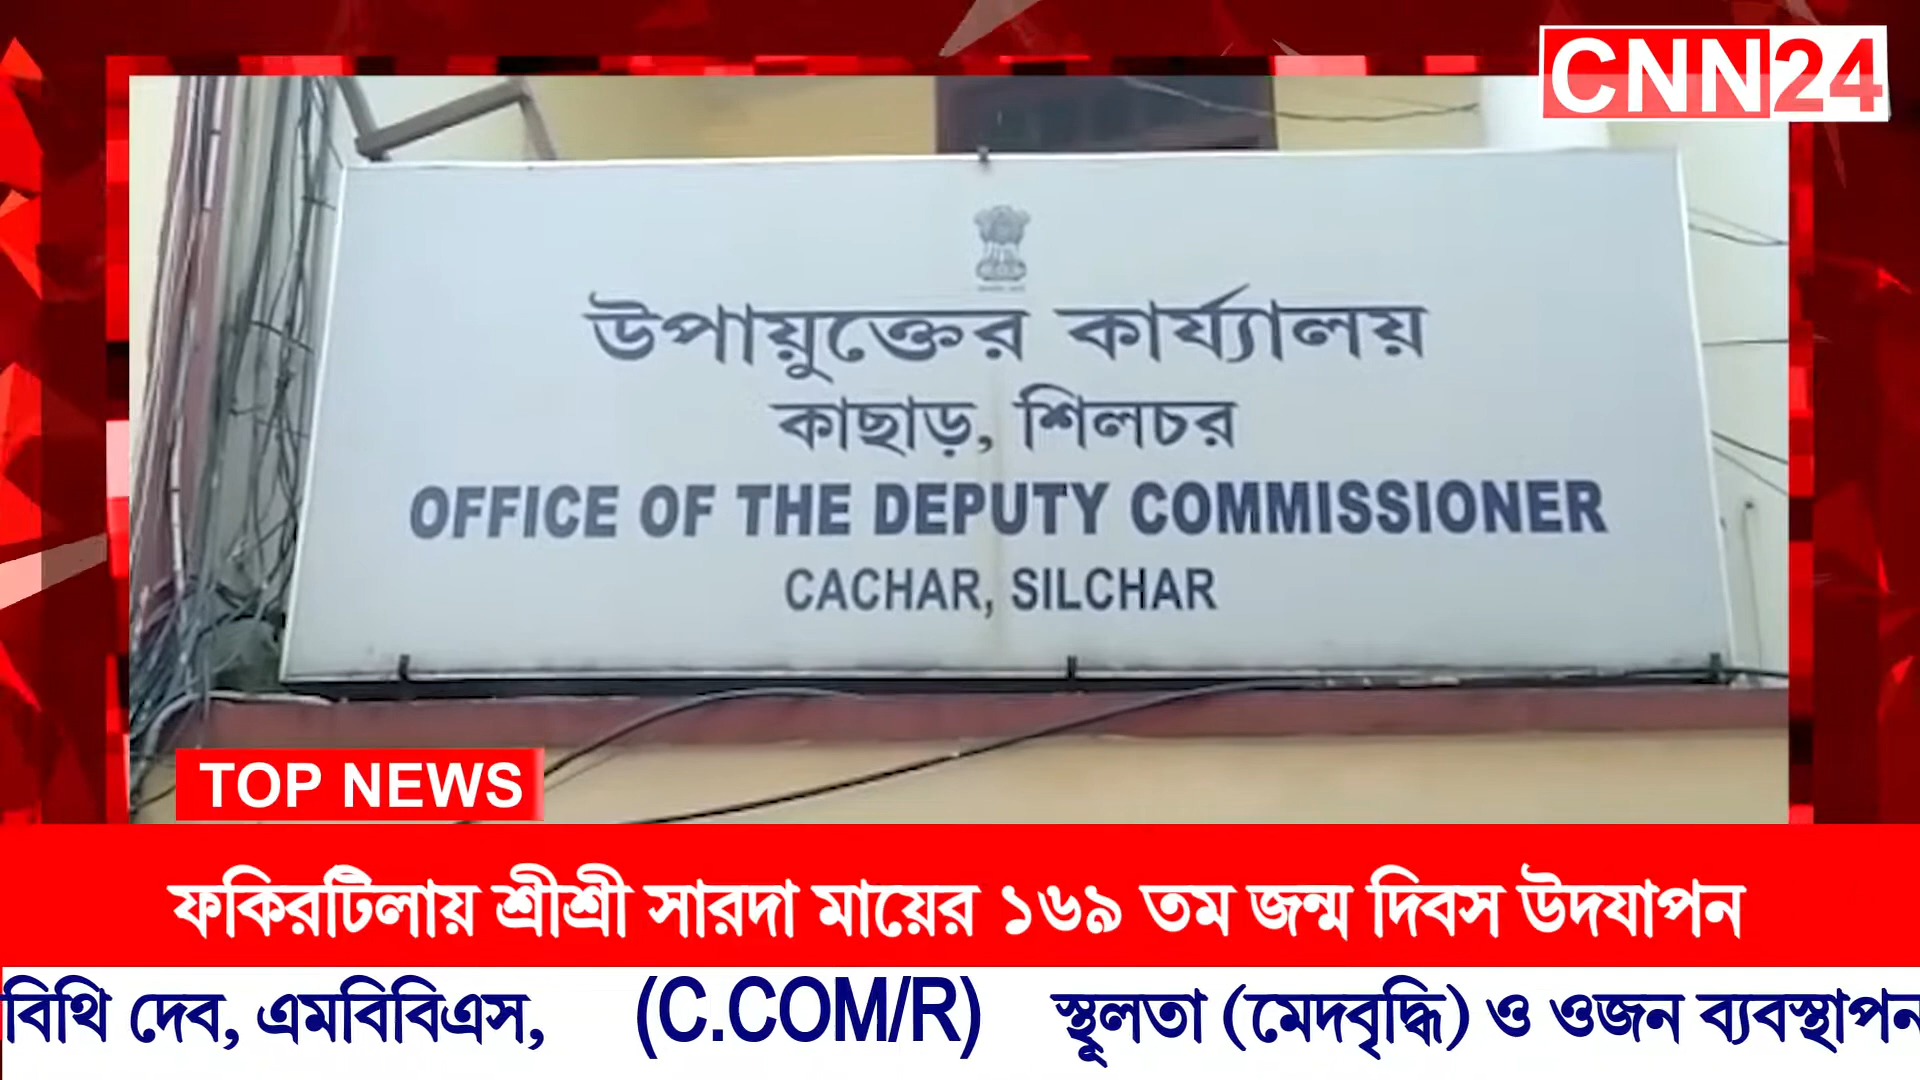 CNN24
উপায়ুক্তের কার্য্যালয়
কাছাড়, শিলচর
OFFICE OF THE DEPUTY COMMISSIONER
CACHAR, SILCHAR
TOP NEWS
ফকিরটিলায় শ্রীশ্রী সারদা মায়ের ১৬৯ তম জন্ম দিবস উদযাপন
বিথি দেব, এমবিবিএস, (C.COM/R) স্থূলতা (মেদবৃদ্ধি) ও ওজন ব্যবস্থাপন